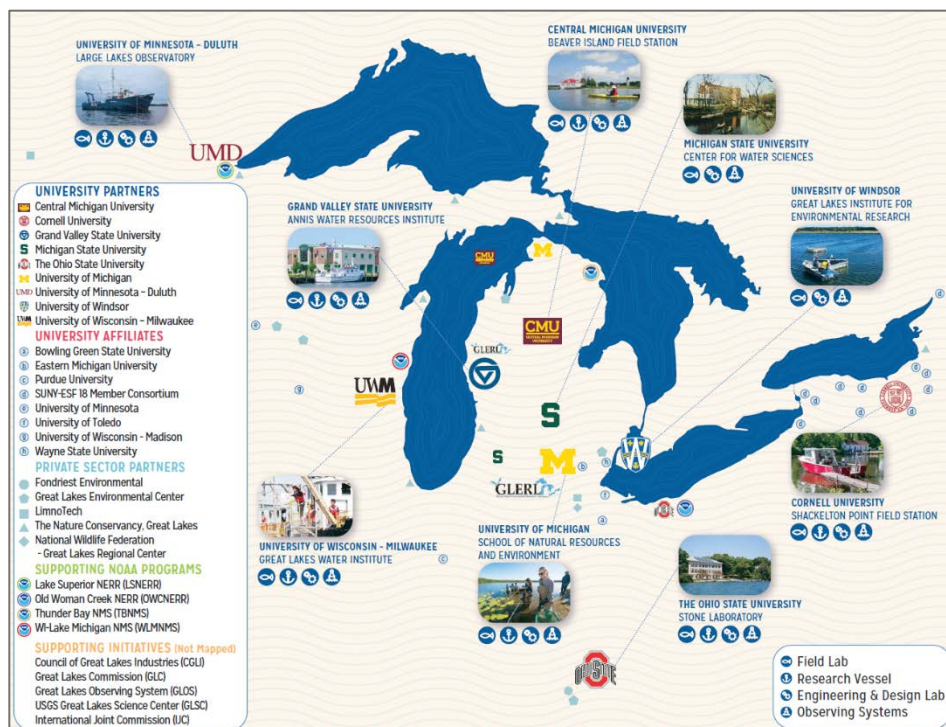 UNIVERSITY OF MINNESOTA – DULUTH
LARGE LAKES OBSERVATORY
CENTRAL MICHIGAN UNIVERSITY
BEAVER ISLAND FIELD STATION
MICHIGAN STATE UNIVERSITY
CENTER FOR WATER SCIENCES
UMD
GRAND VALLEY STATE UNIVERSITY
ANNIS WATER RESOURCES INSTITUTE
UNIVERSITY OF WINDSOR
GREAT LAKES INSTITUTE FOR
ENVIRONMENTAL RESEARCH
UNIVERSITY PARTNERS
Central Michigan University
Cornell University
Grand Valley State University
S Michigan State University
The Ohio State University
M University of Michigan
UMD University of Minnesota – Duluth
University of Windsor
UWM University of Wisconsin – Milwaukee
UNIVERSITY AFFILIATES
a Bowling Green State University
b Eastern Michigan University
c Purdue University
d SUNY-ESF 18 Member Consortium
e University of Minnesota
f University of Toledo
g University of Wisconsin - Madison
h Wayne State University
PRIVATE SECTOR PARTNERS
Fondriest Environmental
Great Lakes Environmental Center
LimnoTech
The Nature Conservancy, Great Lakes
National Wildlife Federation
- Great Lakes Regional Center
SUPPORTING NOAA PROGRAMS
Lake Superior NERR (LSNERR)
Old Woman Creek NERR (OWCNERR)
Thunder Bay NMS (TBNMS)
WI-Lake Michigan NMS (WLMNMS)
SUPPORTING INITIATIVES (Not Mapped)
Council of Great Lakes Industries (CGLI)
Great Lakes Commission (GLC)
Great Lakes Observing System (GLOS)
USGS Great Lakes Science Center (GLSC)
International Joint Commission (IJC)
CMU
M
CMU
CENTRAL MICHIGAN
UNIVERSITY
GLERL
UWM
S
S
M
GLERL
W
UNIVERSITY OF WISCONSIN - MILWAUKEE
GREAT LAKES WATER INSTITUTE
UNIVERSITY OF MICHIGAN
SCHOOL OF NATURAL RESOURCES
AND ENVIRONMENT
CORNELL UNIVERSITY
SHACKELTON POINT FIELD STATION
THE OHIO STATE UNIVERSITY
STONE LABORATORY
OHIO STATE
Field Lab
Research Vessel
Engineering & Design Lab
Observing Systems